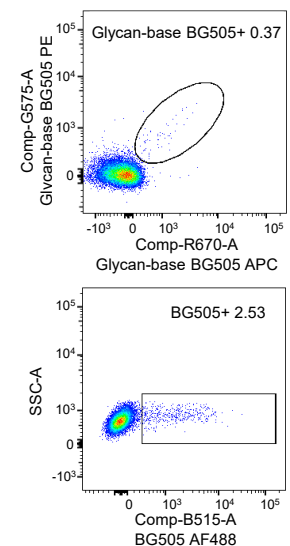 Glycan-base BG505+ 0.37
Comp-G575-A
Glycan-base BG505 PE
10⁵
10⁴
10³
0
-10³ 0 10³ 10⁴ 10⁵
Comp-R670-A
Glycan-base BG505 APC
BG505+ 2.53
SSC-A
10⁵
10⁴
10³
0
-10³
0 10³ 10⁴ 10⁵
Comp-B515-A
BG505 AF488